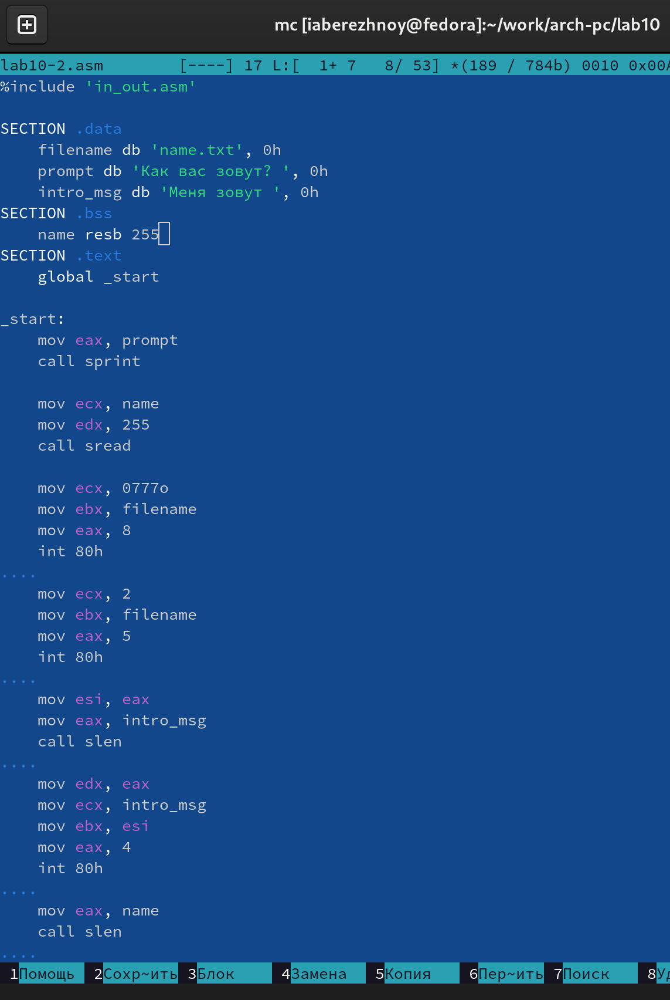 mc [iaberezhnoy@fedora]:~/work/arch-pc/lab10
lab10-2.asm        [----] 17 L:[  1+ 7   8/ 53] *(189 / 784b) 0010 0x00A
%include 'in_out.asm'

SECTION .data
    filename db 'name.txt', 0h
    prompt db 'Как вас зовут? ', 0h
    intro_msg db 'Меня зовут ', 0h
SECTION .bss
    name resb 255
SECTION .text
    global _start

_start:
    mov eax, prompt
    call sprint

    mov ecx, name
    mov edx, 255
    call sread

    mov ecx, 0777o
    mov ebx, filename
    mov eax, 8
    int 80h
....
    mov ecx, 2
    mov ebx, filename
    mov eax, 5
    int 80h
....
    mov esi, eax
    mov eax, intro_msg
    call slen
....
    mov edx, eax
    mov ecx, intro_msg
    mov ebx, esi
    mov eax, 4
    int 80h
....
    mov eax, name
    call slen
....
1Помощь 2Сохр~ить 3Блок 4Замена 5Копия 6Пер~ить 7Поиск 8Уд